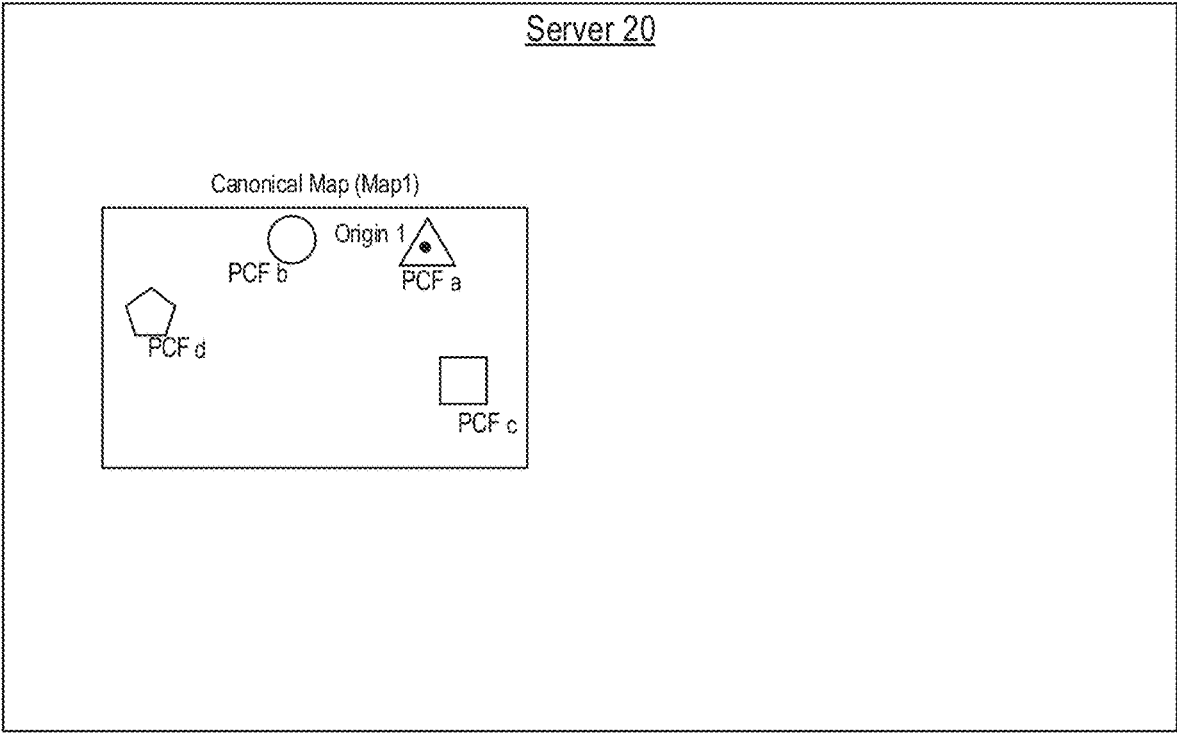 Server 20
Canonical Map (Map1)
Origin 1
PCF b
PCF a
PCF d
PCF c